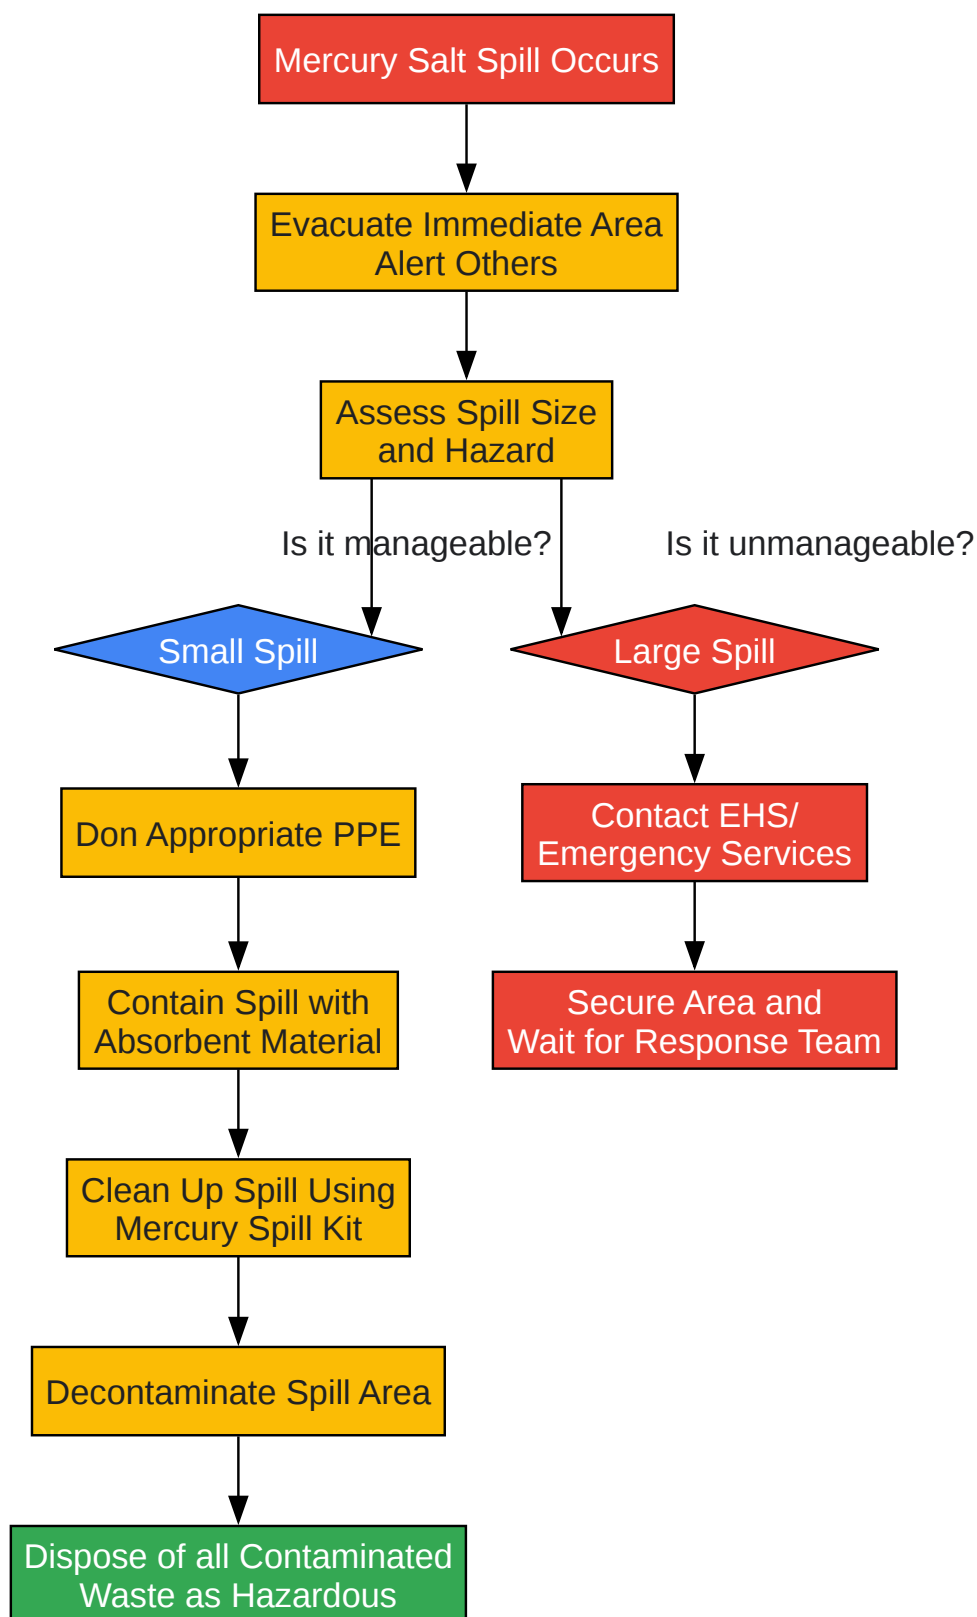 Mercury Salt Spill Occurs
Evacuate Immediate Area
Alert Others
Assess Spill Size
and Hazard
Is it manageable?
Is it unmanageable?
Small Spill
Large Spill
Don Appropriate PPE
Contact EHS/
Emergency Services
Contain Spill with
Absorbent Material
Secure Area and
Wait for Response Team
Clean Up Spill Using
Mercury Spill Kit
Decontaminate Spill Area
Dispose of all Contaminated
Waste as Hazardous